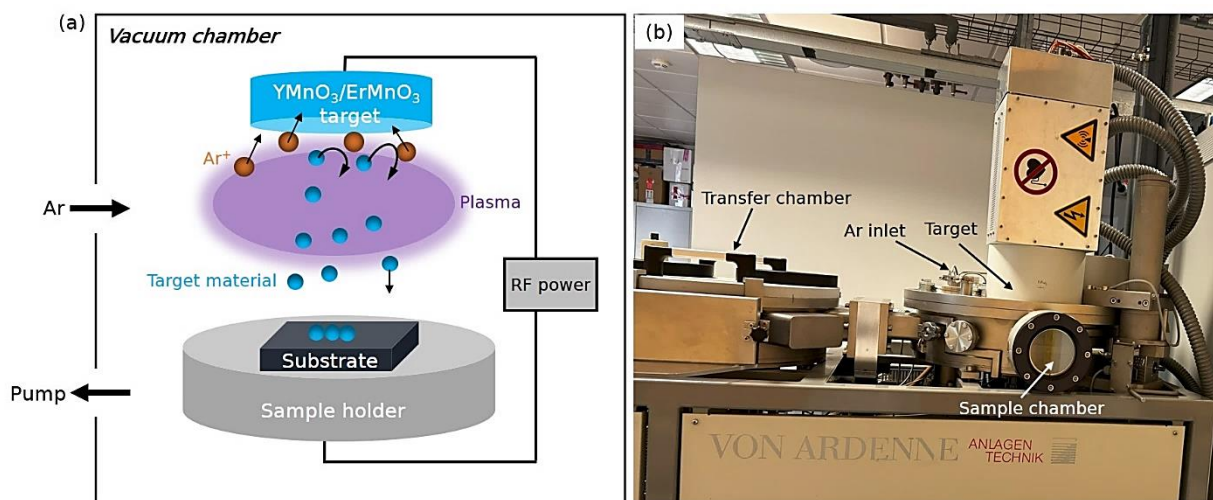 (a)
Vacuum chamber
YMnO₃/ErMnO₃
target
Ar⁺
Ar
Plasma
Target material
RF power
Substrate
Pump
Sample holder
(b)
Transfer chamber
Ar inlet
Target
Sample chamber
VON ARDENNE
ANLAGEN
TECHNIK